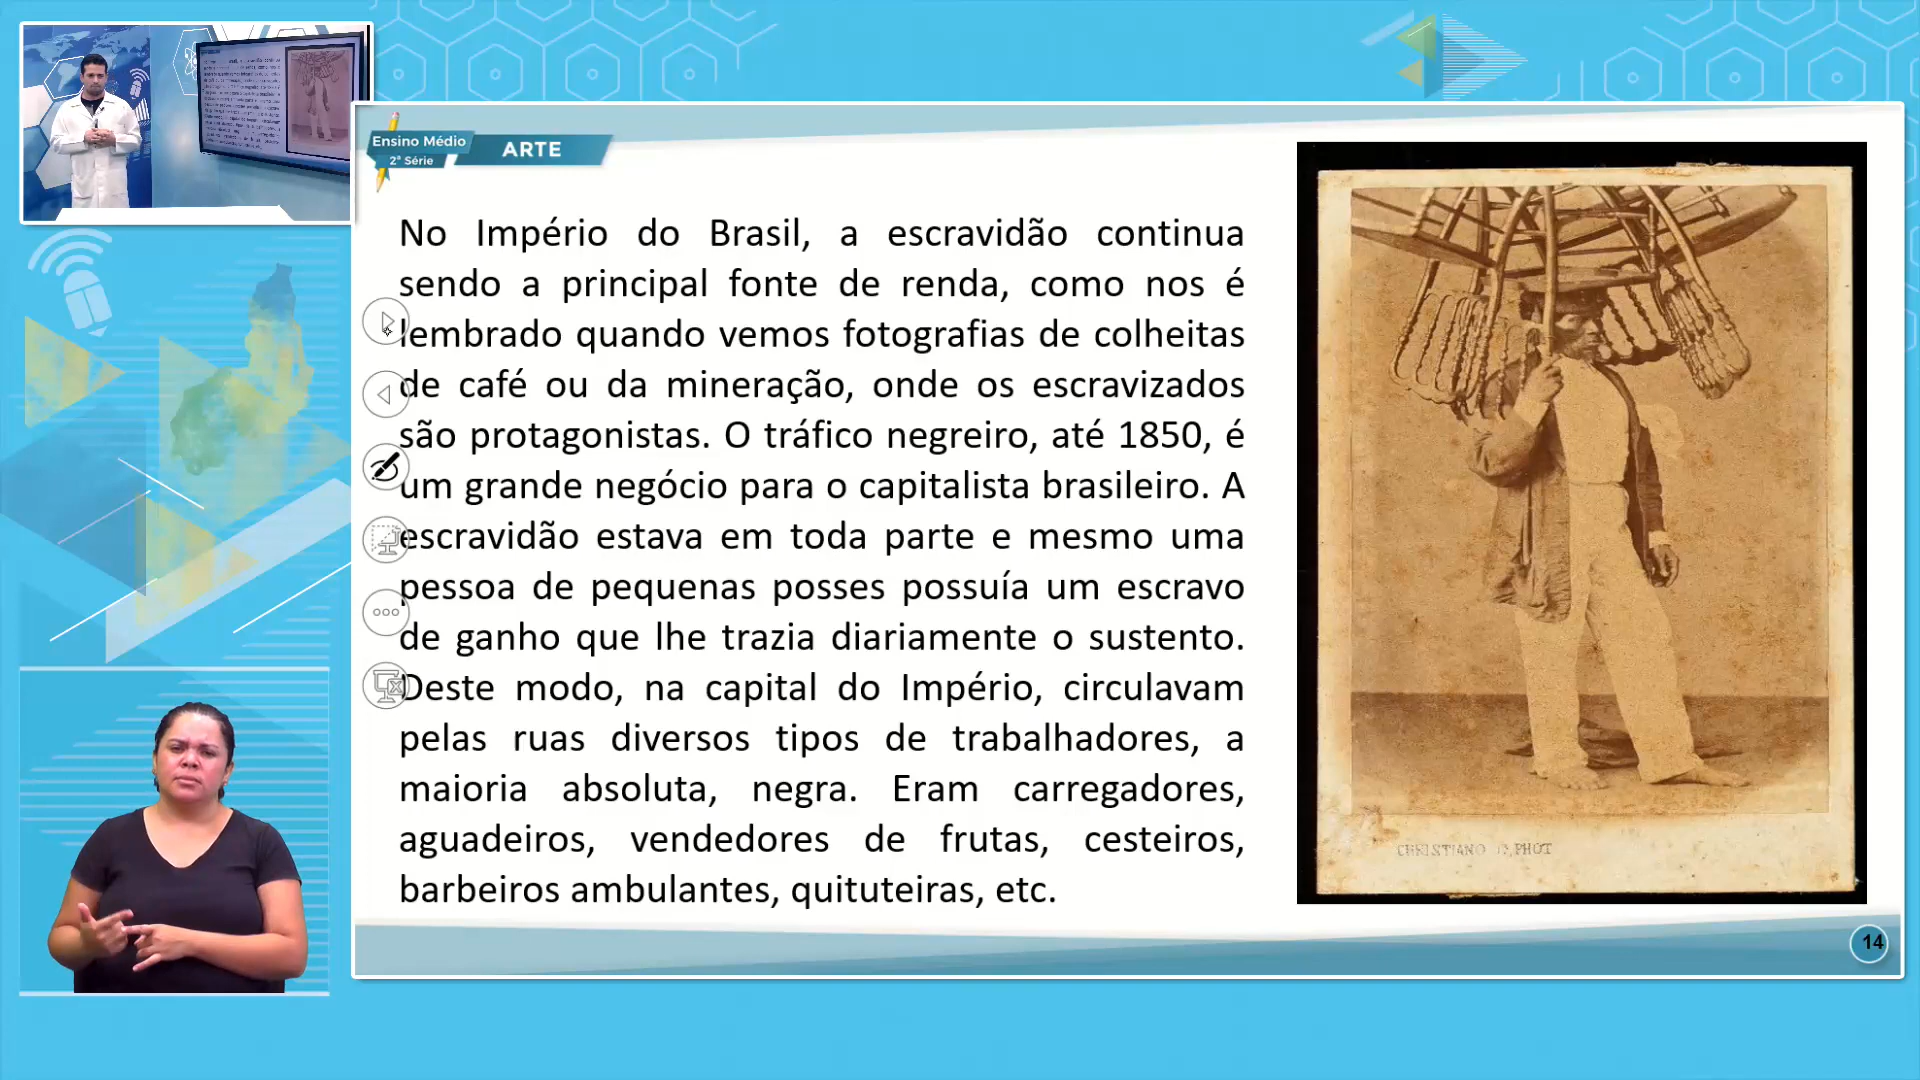 Ensino Médio
2ª Série
ARTE
No Império do Brasil, a escravidão continua
sendo a principal fonte de renda, como nos é
lembrado quando vemos fotografias de colheitas
de café ou da mineração, onde os escravizados
são protagonistas. O tráfico negreiro, até 1850, é
um grande negócio para o capitalista brasileiro. A
escravidão estava em toda parte e mesmo uma
pessoa de pequenas posses possuía um escravo
de ganho que lhe trazia diariamente o sustento.
Deste modo, na capital do Império, circulavam
pelas ruas diversos tipos de trabalhadores, a
maioria absoluta, negra. Eram carregadores,
aguadeiros, vendedores de frutas, cesteiros,
barbeiros ambulantes, quituteiras, etc.
CHRISTIANO PHOT
14